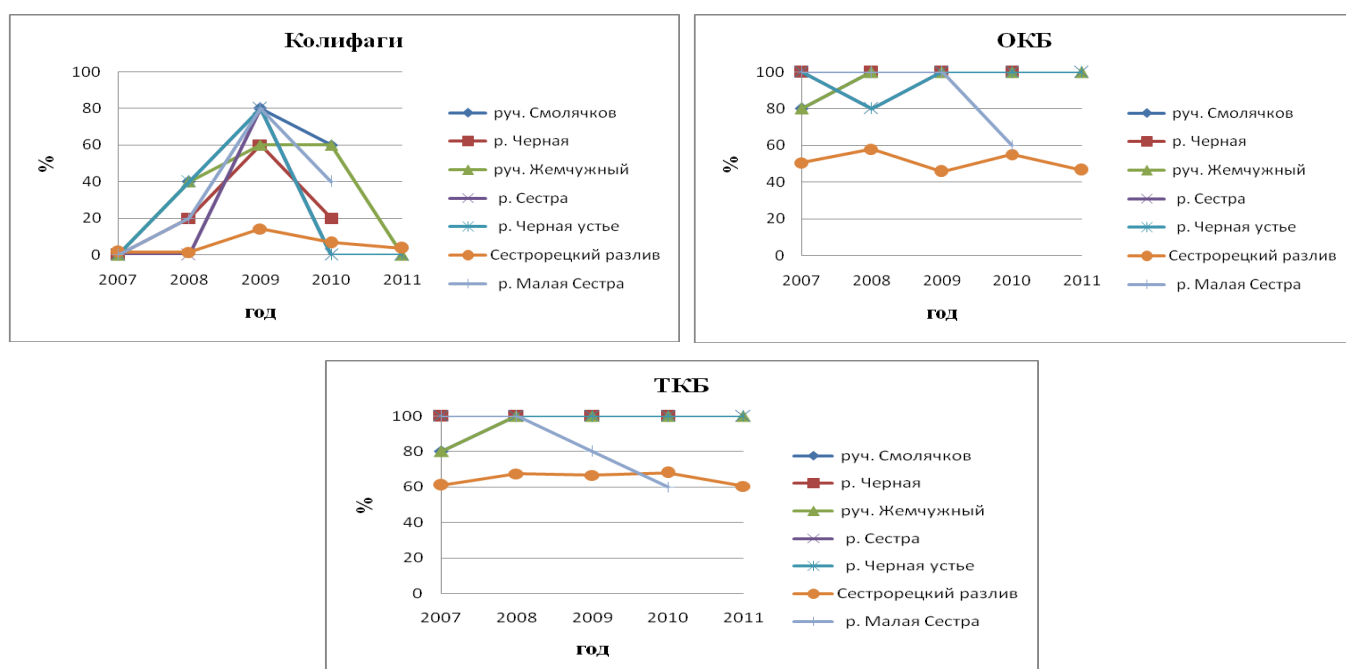 Колифаги
100
80
60
40
20
0
%
2007 2008 2009 2010 2011
год
руч. Смолячков
р. Черная
руч. Жемчужный
р. Сестра
р. Черная устье
Сестрорецкий разлив
р. Малая Сестра
ОКБ
100
80
60
40
20
0
%
2007 2008 2009 2010 2011
год
руч. Смолячков
р. Черная
руч. Жемчужный
р. Сестра
р. Черная устье
Сестрорецкий разлив
р. Малая Сестра
ТКБ
100
80
60
40
20
0
%
2007 2008 2009 2010 2011
год
руч. Смолячков
р. Черная
руч. Жемчужный
р. Сестра
р. Черная устье
Сестрорецкий разлив
р. Малая Сестра